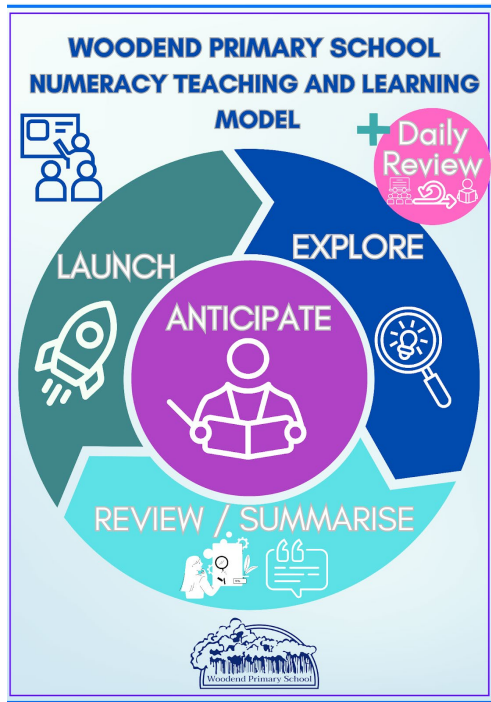 WOODEND PRIMARY SCHOOL
NUMERACY TEACHING AND LEARNING
MODEL
+ Daily
Review
LAUNCH
EXPLORE
ANTICIPATE
REVIEW / SUMMARISE
Woodend Primary School